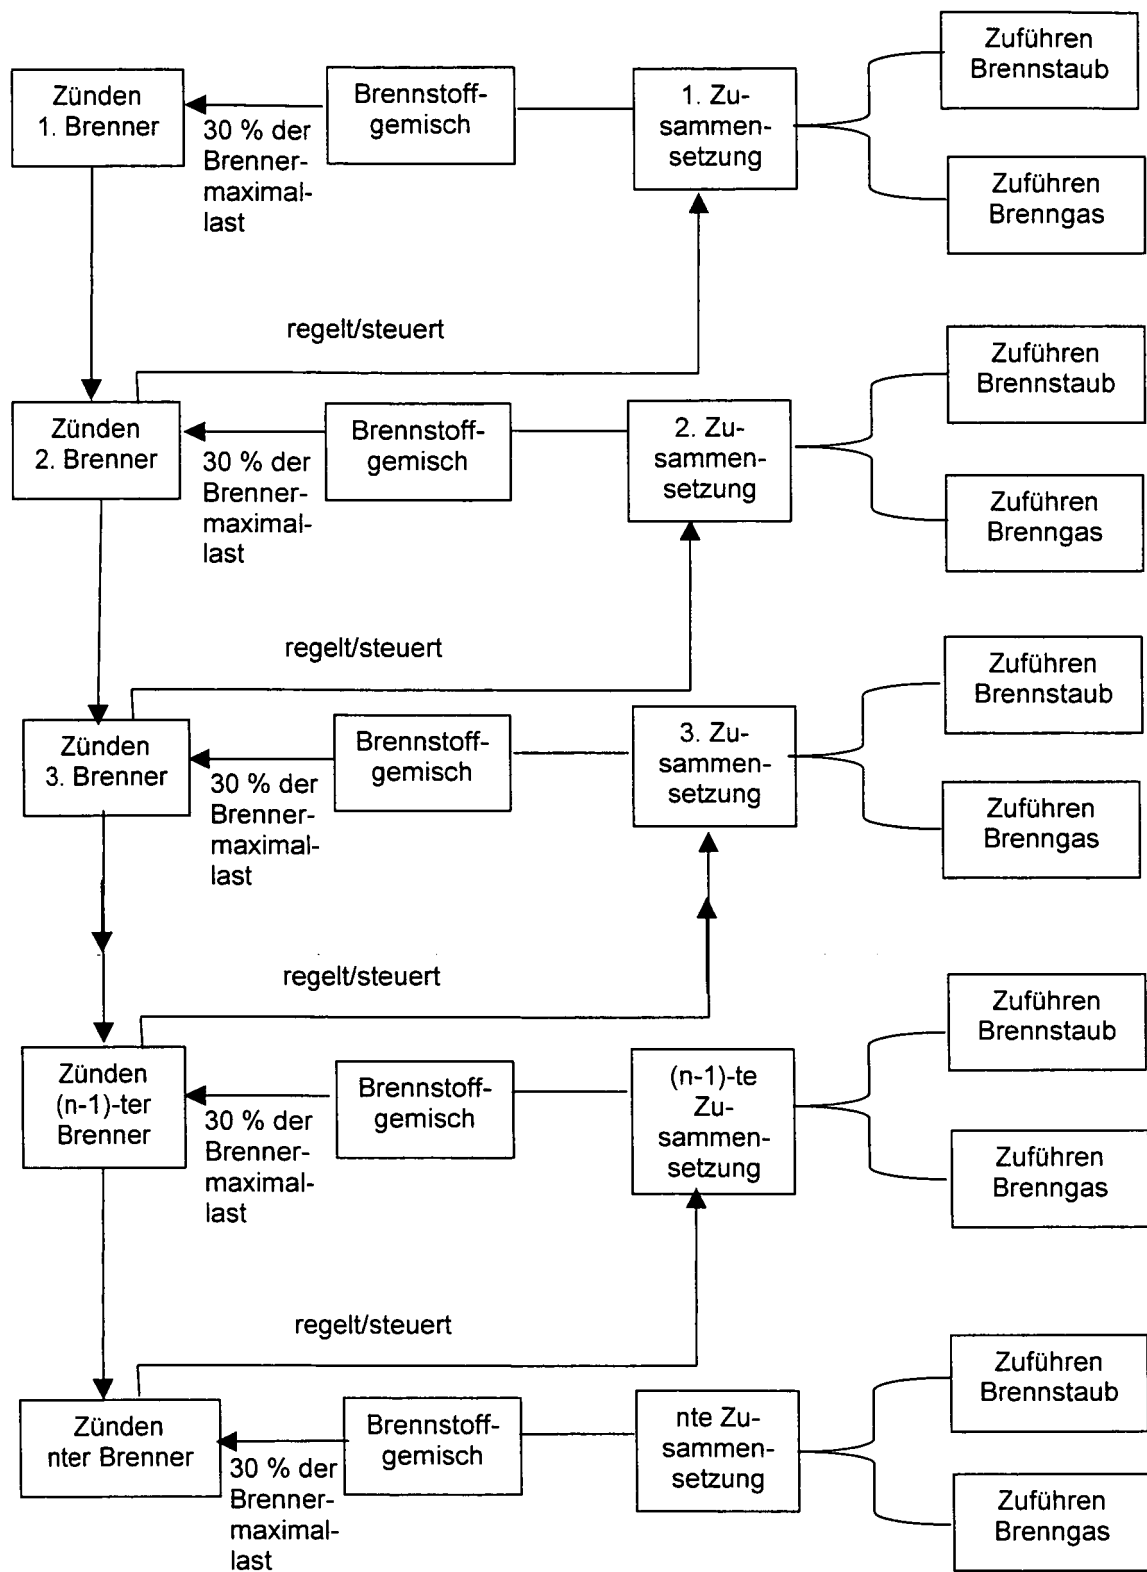 Zünden
1. Brenner
30 % der
Brenner-
maximal-
last
Brennstoff-
gemisch
1. Zu-
sammen-
setzung
Zuführen
Brennstaub
Zuführen
Brenngas
regelt/steuert
Zünden
2. Brenner
30 % der
Brenner-
maximal-
last
Brennstoff-
gemisch
2. Zu-
sammen-
setzung
Zuführen
Brennstaub
Zuführen
Brenngas
regelt/steuert
Zünden
3. Brenner
30 % der
Brenner-
maximal-
last
Brennstoff-
gemisch
3. Zu-
sammen-
setzung
Zuführen
Brennstaub
Zuführen
Brenngas
regelt/steuert
Zünden
(n-1)-ter
Brenner
30 % der
Brenner-
maximal-
last
Brennstoff-
gemisch
(n-1)-te
Zu-
sammen-
setzung
Zuführen
Brennstaub
Zuführen
Brenngas
regelt/steuert
Zünden
nter Brenner
30 % der
Brenner-
maximal-
last
Brennstoff-
gemisch
nte Zu-
sammen-
setzung
Zuführen
Brennstaub
Zuführen
Brenngas